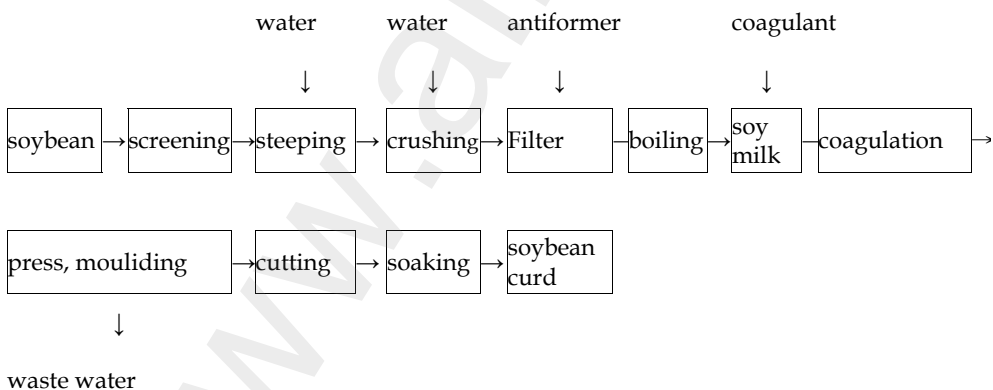 water water antiformer coagulant
↓ ↓ ↓ ↓
soybean → screening → steeping → crushing → Filter – boiling → soy milk – coagulation →
press, mouliding → cutting → soaking → soybean curd
↓
waste water